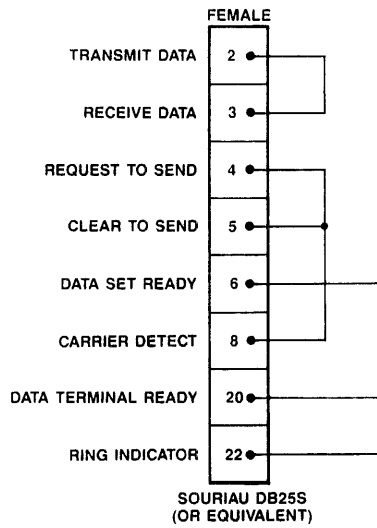 FEMALE
TRANSMIT DATA 2
RECEIVE DATA 3
REQUEST TO SEND 4
CLEAR TO SEND 5
DATA SET READY 6
CARRIER DETECT 8
DATA TERMINAL READY 20
RING INDICATOR 22
SOURIAU DB25S
(OR EQUIVALENT)